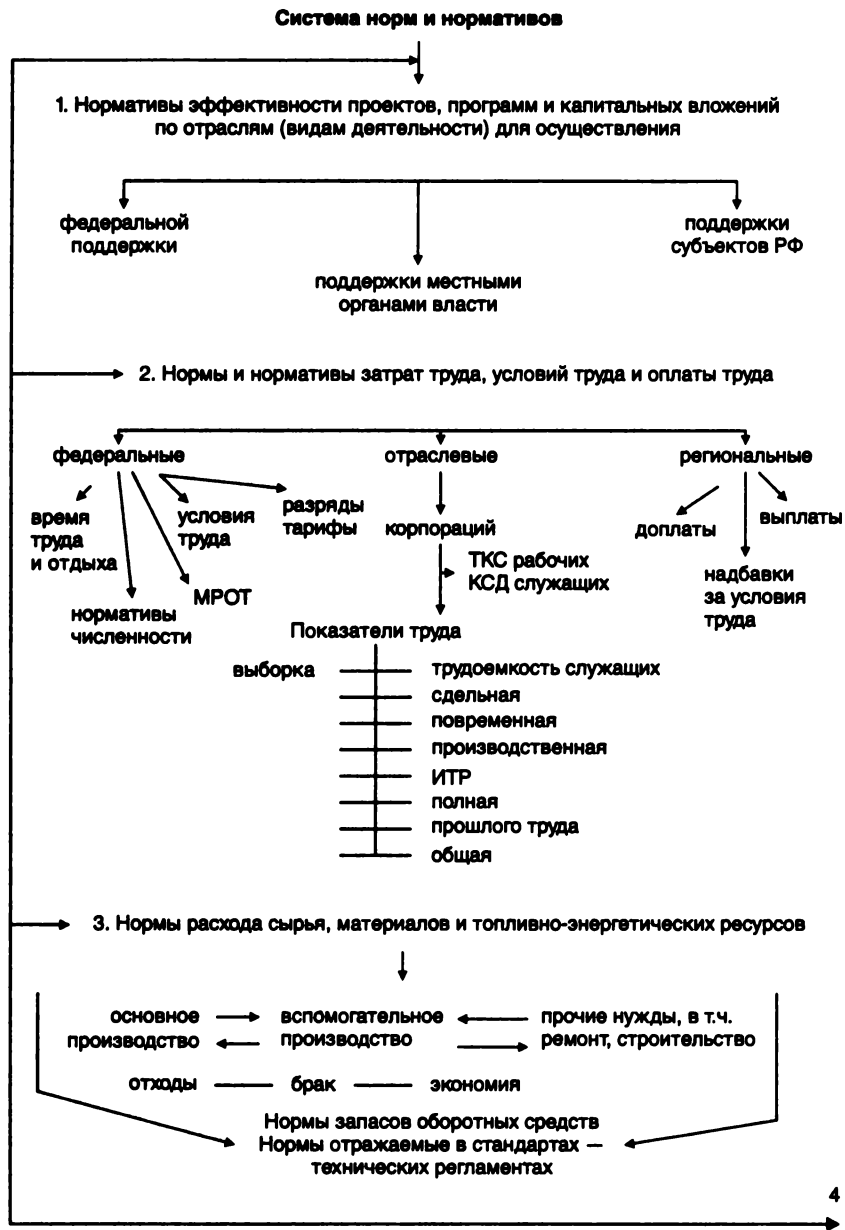 Система норм и нормативов
1. Нормативы эффективности проектов, программ и капитальных вложений
по отраслям (видам деятельности) для осуществления
федеральной
поддержки
поддержки местными
органами власти
поддержки
субъектов РФ
2. Нормы и нормативы затрат труда, условий труда и оплаты труда
федеральные
отраслевые
региональные
время
труда
и отдыха
нормативы
численности
МРОТ
условия
труда
разряды
тарифы
корпораций
ТКС рабочих
КСД служащих
доплаты
надбавки
за условия
труда
выплаты
Показатели труда
выборка
трудоемкость служащих
сдельная
повременная
производственная
ИТР
полная
прошлого труда
общая
3. Нормы расхода сырья, материалов и топливно-энергетических ресурсов
основное
производство
вспомогательное
производство
прочие нужды, в т.ч.
ремонт, строительство
отходы
брак
экономия
Нормы запасов оборотных средств
Нормы отражаемые в стандартах –
технических регламентах
4